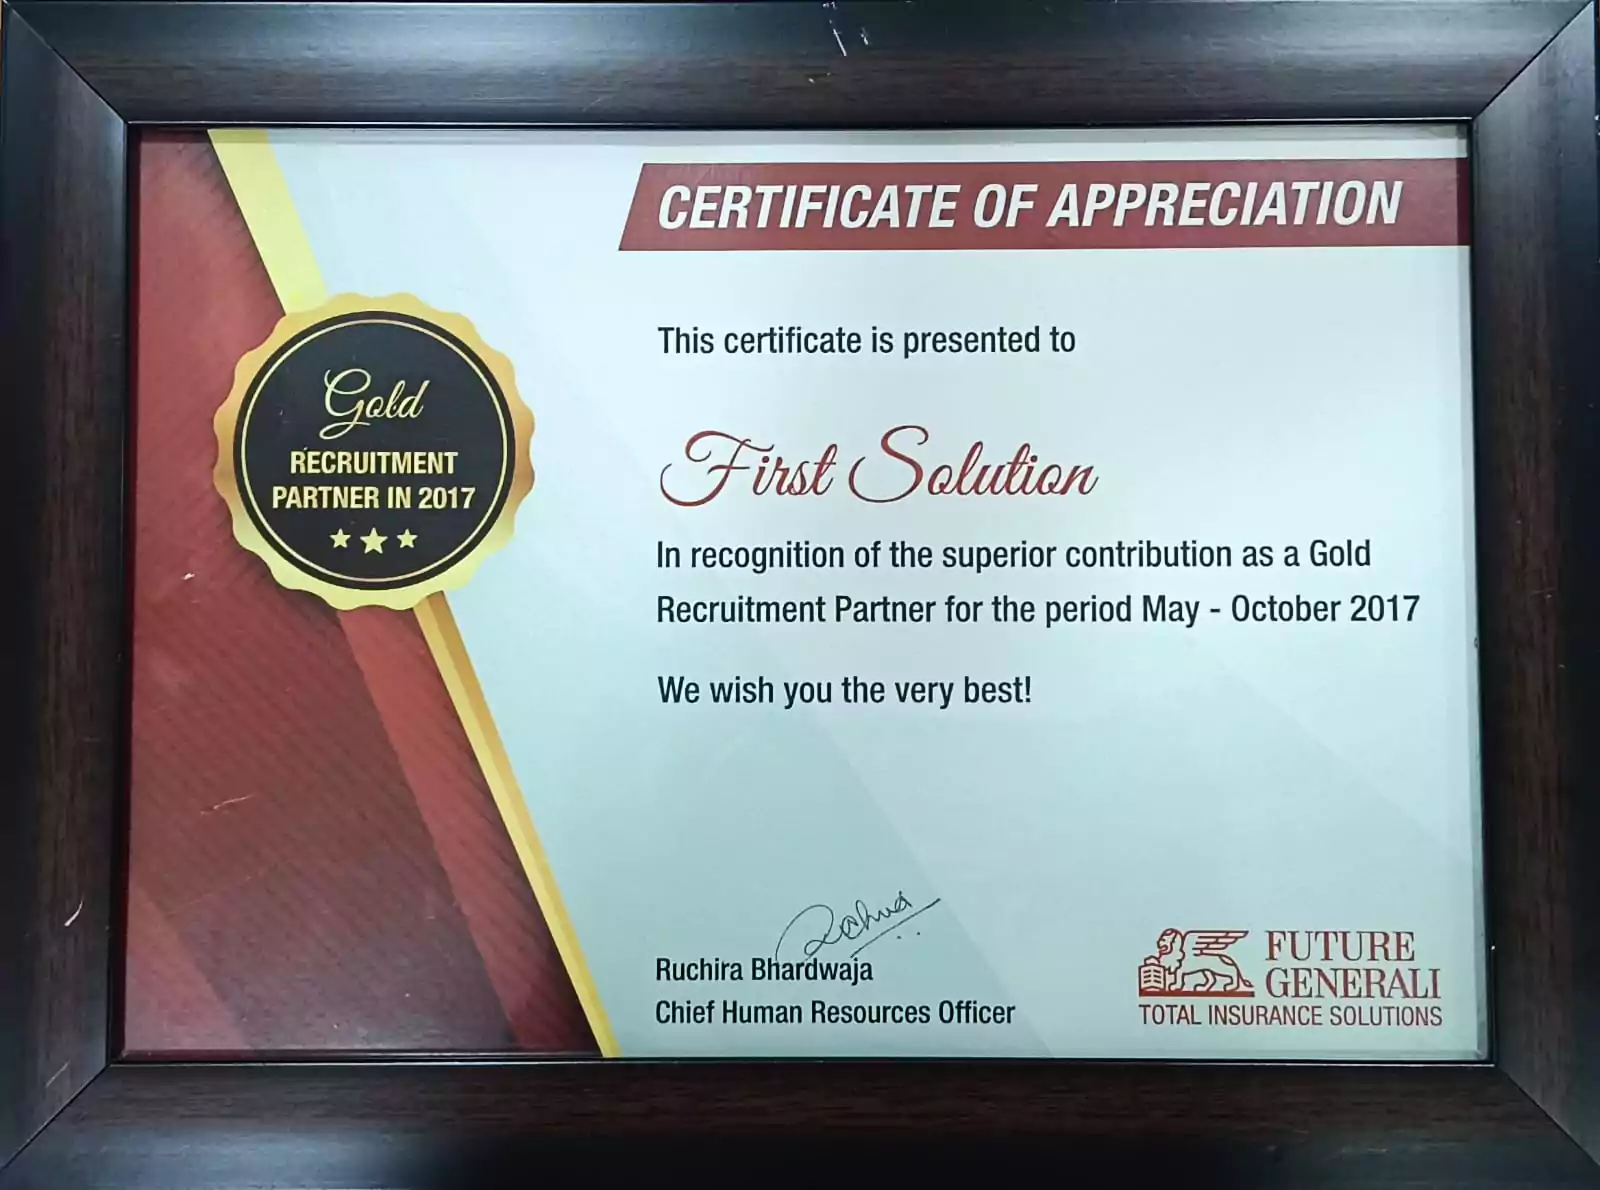 CERTIFICATE OF APPRECIATION
This certificate is presented to
Gold
RECRUITMENT
PARTNER IN 2017
First Solution
In recognition of the superior contribution as a Gold
Recruitment Partner for the period May - October 2017
We wish you the very best!
Ruchira Bhardwaja
Chief Human Resources Officer
FUTURE
GENERALI
TOTAL INSURANCE SOLUTIONS